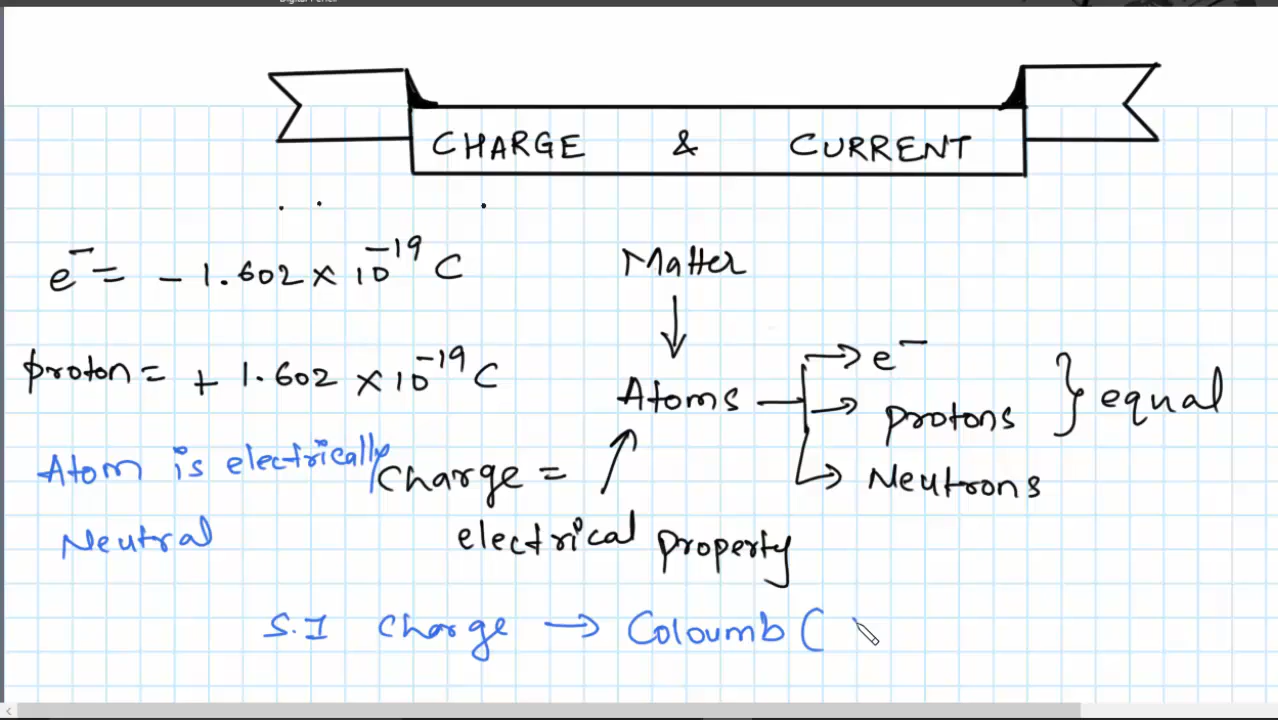 CHARGE & CURRENT
e⁻ = - 1.602 × 10⁻¹⁹ C
Matter
proton = + 1.602 × 10⁻¹⁹ C
Atoms
e⁻
protons
Neutrons
} equal
Atom is electrically
Neutral
Charge =
electrical property
S.I Charge → Coloumb (